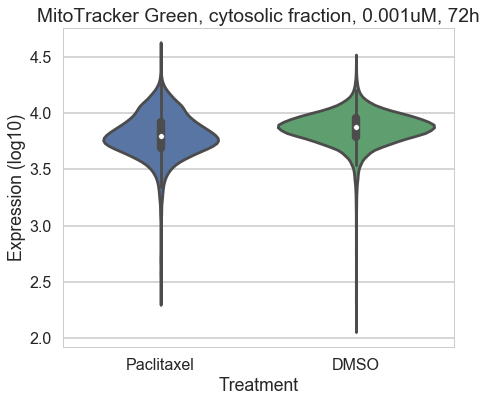 MitoTracker Green, cytosolic fraction, 0.001uM, 72h
4.5
4.0
3.5
3.0
2.5
2.0
Expression (log10)
Paclitaxel DMSO
Treatment